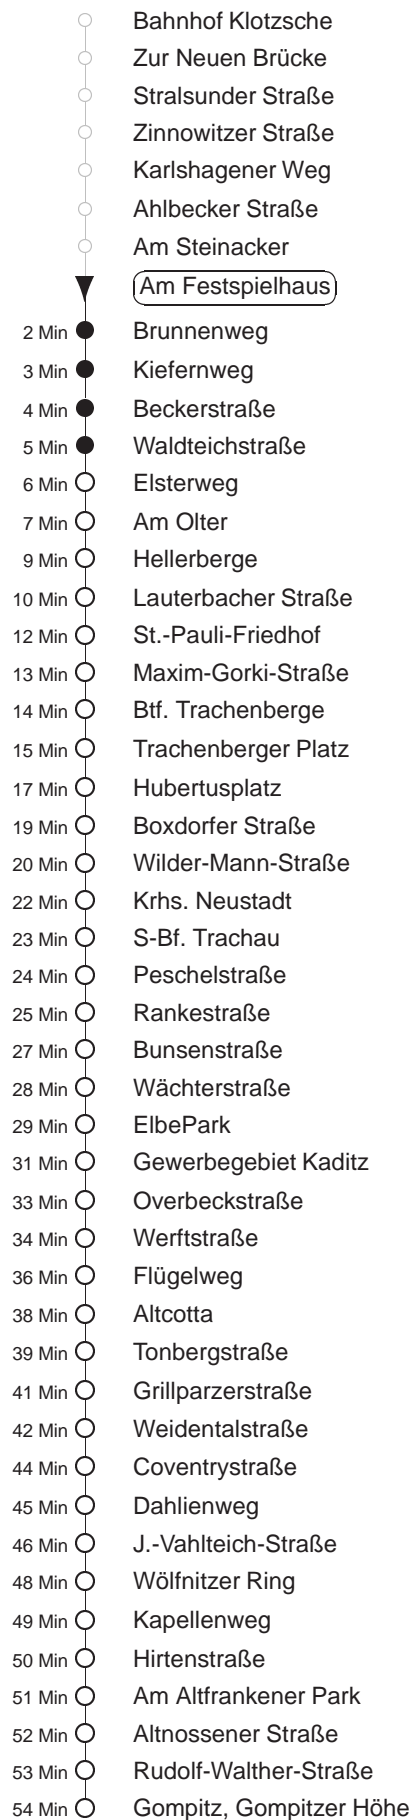 Bahnhof Klotzsche
Zur Neuen Brücke
Stralsunder Straße
Zinnowitzer Straße
Karlshagener Weg
Ahlbecker Straße
Am Steinacker
Am Festspielhaus
2 Min Brunnenweg
3 Min Kiefernweg
4 Min Beckerstraße
5 Min Waldteichstraße
6 Min Elsterweg
7 Min Am Olter
9 Min Hellerberge
10 Min Lauterbacher Straße
12 Min St.-Pauli-Friedhof
13 Min Maxim-Gorki-Straße
14 Min Btf. Trachenberge
15 Min Trachenberger Platz
17 Min Hubertusplatz
19 Min Boxdorfer Straße
20 Min Wilder-Mann-Straße
22 Min Krhs. Neustadt
23 Min S-Bf. Trachau
24 Min Peschelstraße
25 Min Rankestraße
27 Min Bunsenstraße
28 Min Wächterstraße
29 Min ElbePark
31 Min Gewerbegebiet Kaditz
33 Min Overbeckstraße
34 Min Werftstraße
36 Min Flügelweg
38 Min Altcotta
39 Min Tonbergstraße
41 Min Grillparzerstraße
42 Min Weidentalstraße
44 Min Coventrystraße
45 Min Dahlienweg
46 Min J.-Vahlteich-Straße
48 Min Wölfnitzer Ring
49 Min Kapellenweg
50 Min Hirtenstraße
51 Min Am Altfrankener Park
52 Min Altnossener Straße
53 Min Rudolf-Walther-Straße
54 Min Gompitz, Gompitzer Höhe